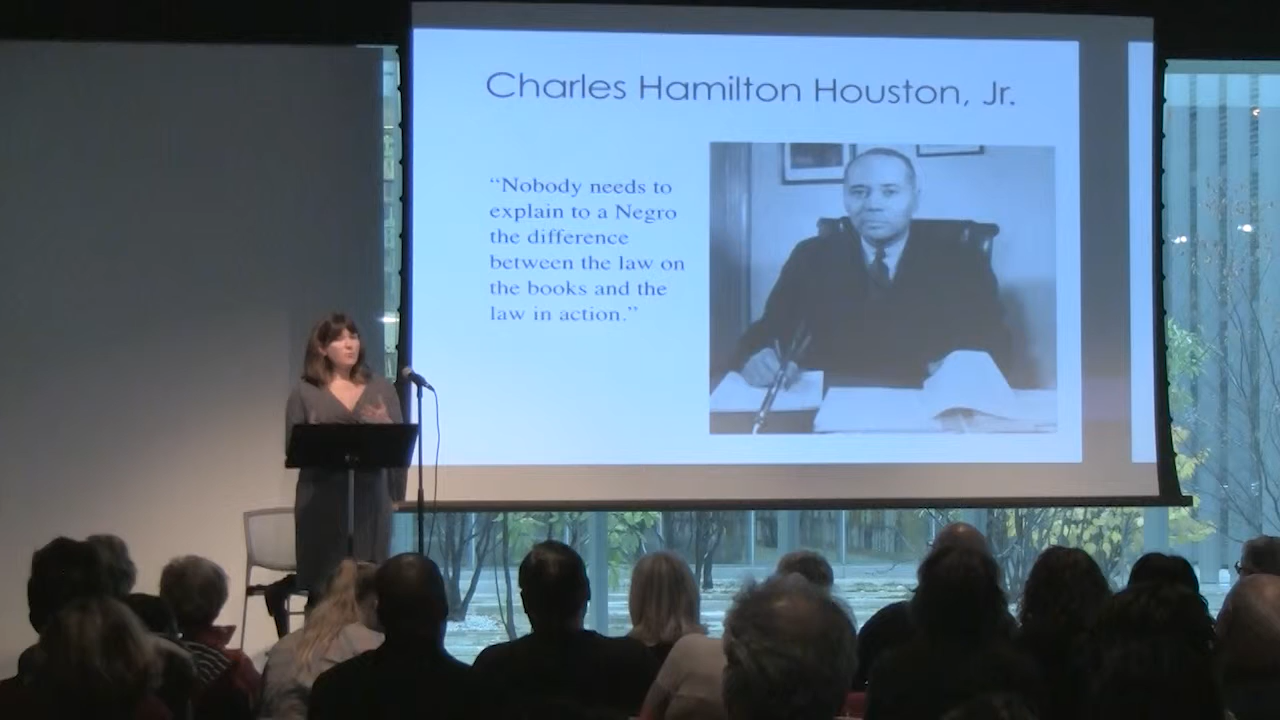 Charles Hamilton Houston, Jr.
“Nobody needs to
explain to a Negro
the difference
between the law on
the books and the
law in action.”